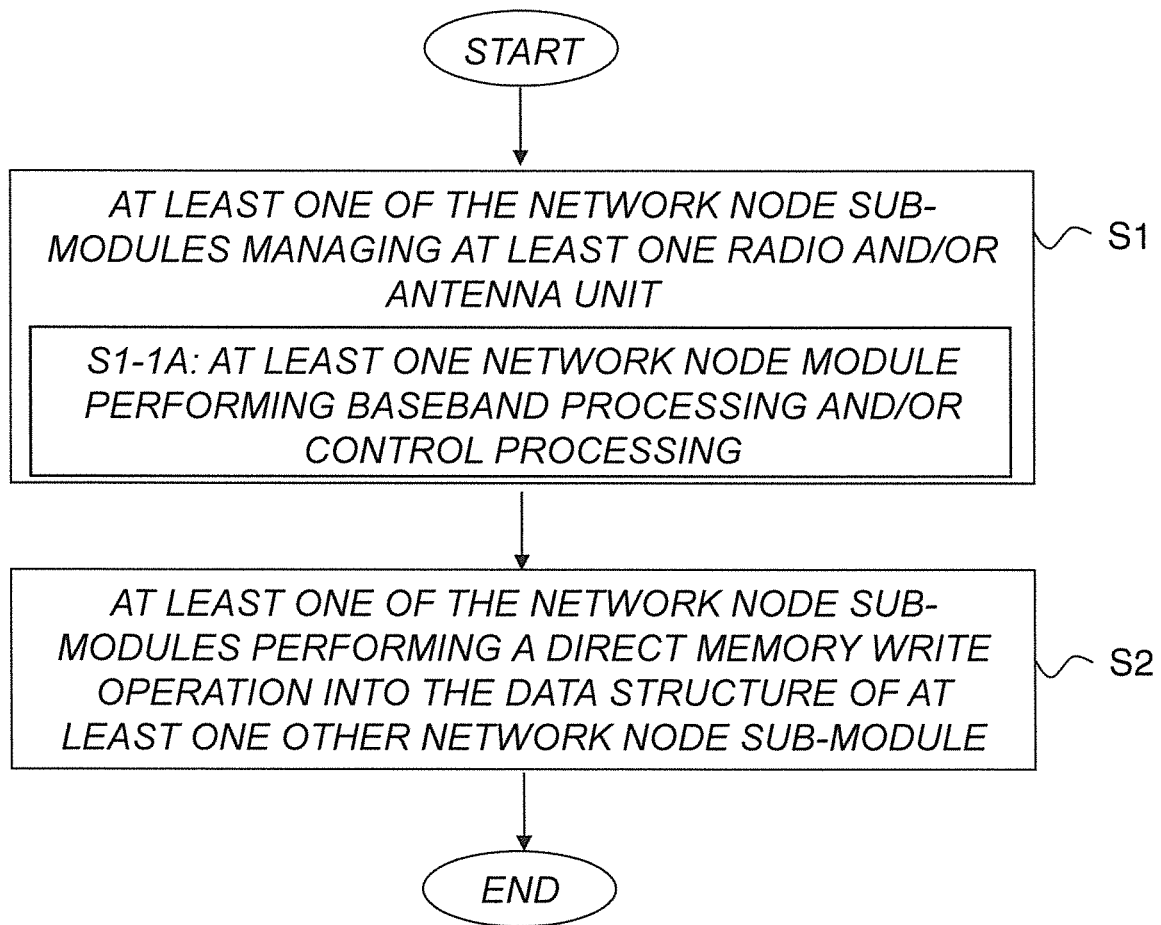 START
AT LEAST ONE OF THE NETWORK NODE SUB-
MODULES MANAGING AT LEAST ONE RADIO AND/OR
ANTENNA UNIT
S1
S1-1A: AT LEAST ONE NETWORK NODE MODULE
PERFORMING BASEBAND PROCESSING AND/OR
CONTROL PROCESSING
AT LEAST ONE OF THE NETWORK NODE SUB-
MODULES PERFORMING A DIRECT MEMORY WRITE
OPERATION INTO THE DATA STRUCTURE OF AT
LEAST ONE OTHER NETWORK NODE SUB-MODULE
S2
END